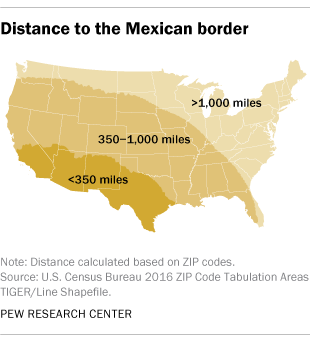 Distance to the Mexican border
>1,000 miles
350–1,000 miles
<350 miles
Note: Distance calculated based on ZIP codes.
Source: U.S. Census Bureau 2016 ZIP Code Tabulation Areas
TIGER/Line Shapefile.
PEW RESEARCH CENTER